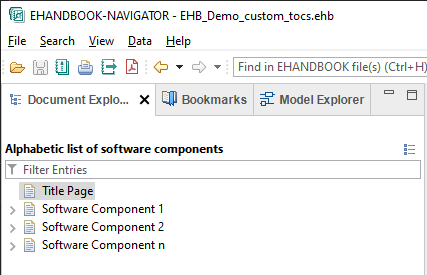 EHANDBOOK-NAVIGATOR - EHB_Demo_custom_tocs.ehb
File Search View Data Help
Find in EHANDBOOK file(s) (Ctrl+H)
Document Explo... Bookmarks Model Explorer
Alphabetic list of software components
Filter Entries
Title Page
Software Component 1
Software Component 2
Software Component n